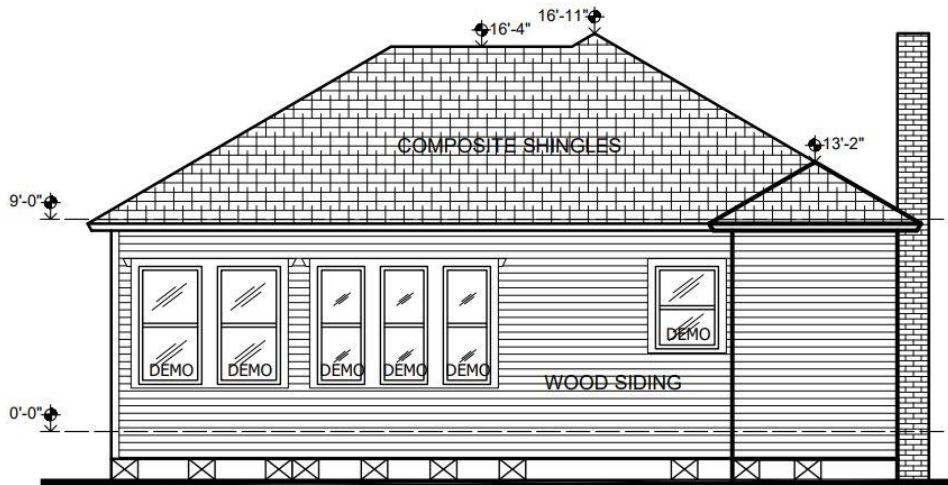 16'-11"
16'-4"
COMPOSITE SHINGLES
13'-2"
9'-0"
DEMO
DEMO DEMO DEMO DEMO DEMO
WOOD SIDING
0'-0"